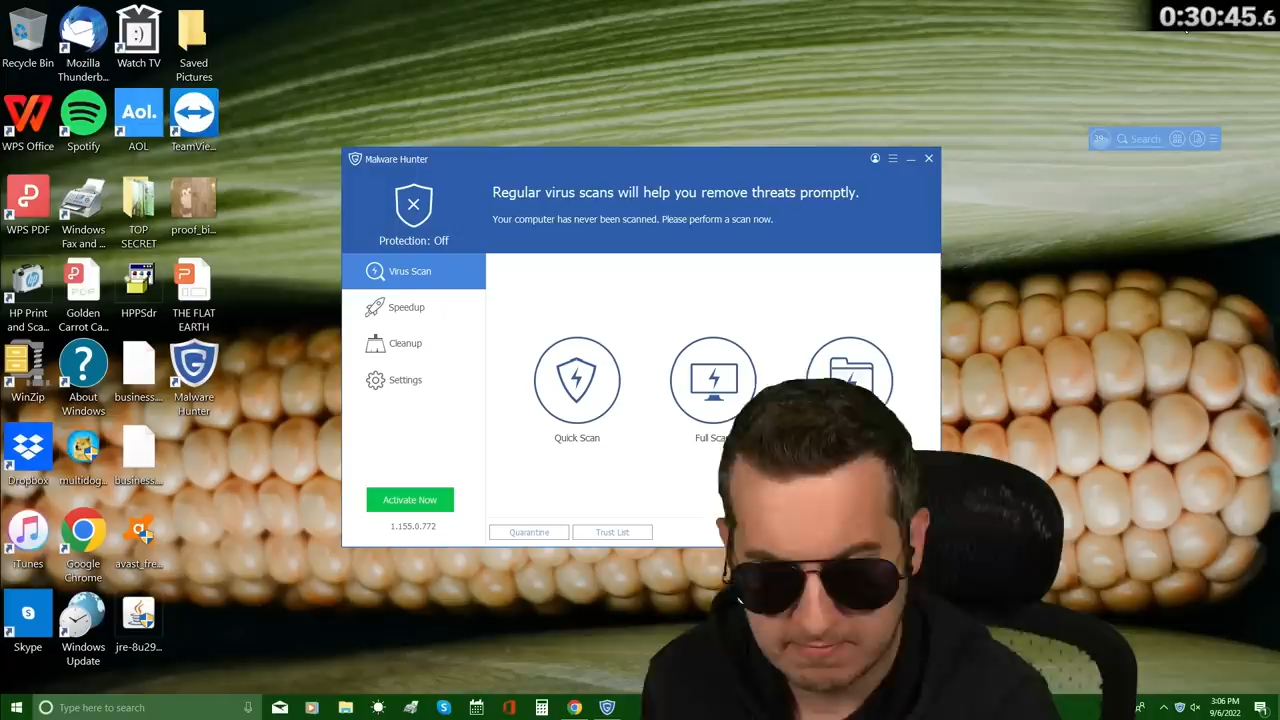 0:30:45.6
Recycle Bin
Mozilla
Thunderb...
Watch TV
Saved
Pictures
WPS Office
Spotify
Aol.
AOL
TeamVie...
39%
Search
WPS PDF
Windows
Fax and ...
TOP
SECRET
proof_bi...
HP Print
and Sca...
Golden
Carrot Ca...
HPPSdr
THE FLAT
EARTH
WinZip
About
Windows
business...
Malware
Hunter
Dropbox
multidog...
business...
iTunes
Google
Chrome
avast_fre...
Skype
Windows
Update
jre-8u29...
Malware Hunter
Protection: Off
Regular virus scans will help you remove threats promptly.
Your computer has never been scanned. Please perform a scan now.
Virus Scan
Speedup
Cleanup
Settings
Quick Scan
Full Sca
Activate Now
1.155.0.772
Quarantine
Trust List
Type here to search
3:06 PM
9/6/2022